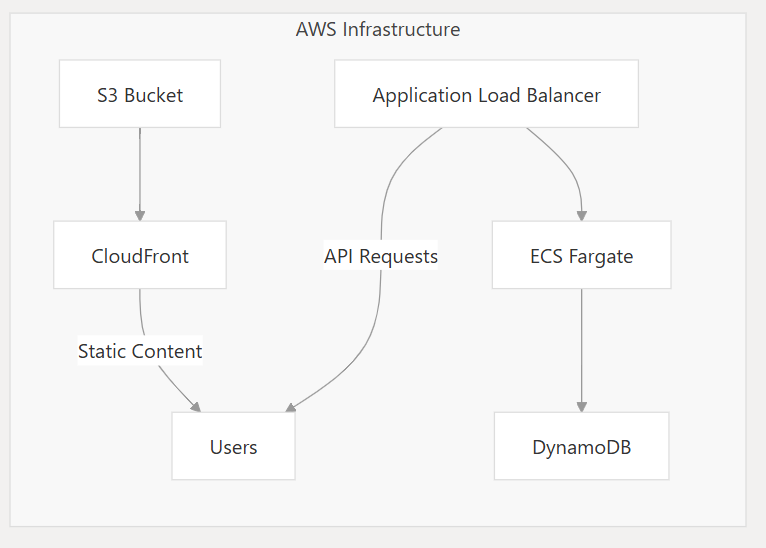 AWS Infrastructure
S3 Bucket
Application Load Balancer
CloudFront
API Requests
ECS Fargate
Static Content
Users
DynamoDB